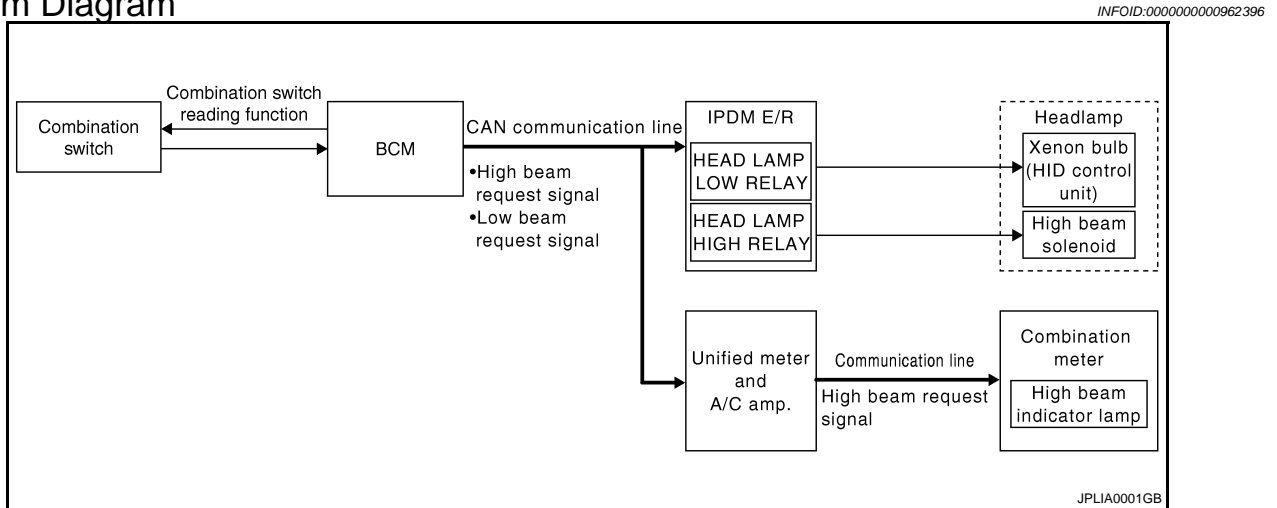 m Diagram
INFOID:0000000000962396
Combination
switch
Combination switch
reading function
BCM
CAN communication line
•High beam
request signal
•Low beam
request signal
IPDM E/R
HEAD LAMP
LOW RELAY
HEAD LAMP
HIGH RELAY
Headlamp
Xenon bulb
(HID control
unit)
High beam
solenoid
Unified meter
and
A/C amp.
Communication line
High beam request
signal
Combination
meter
High beam
indicator lamp
JPLIA0001GB